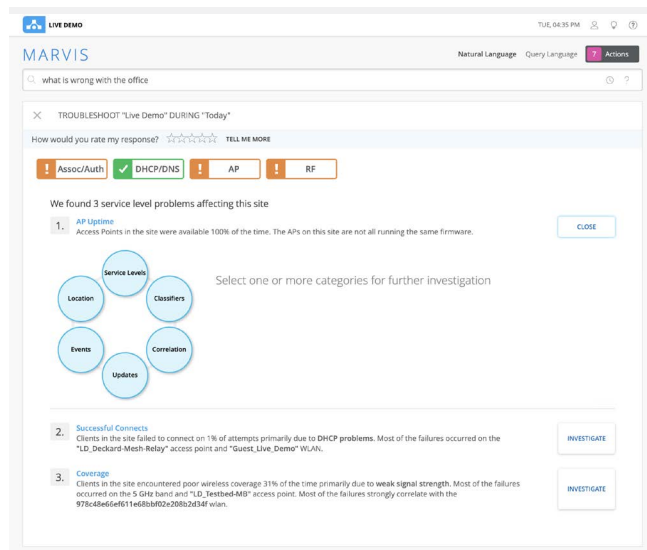 LIVE DEMO
TUE, 04:35 PM
?
MARVIS
Natural Language Query Language 7 Actions
what is wrong with the office
?
TROUBLESHOOT "Live Demo" DURING "Today"
How would you rate my response? TELL ME MORE
! Assoc/Auth DHCP/DNS ! AP ! RF
We found 3 service level problems affecting this site
1. AP Uptime
Access Points in the site were available 100% of the time. The APs on this site are not all running the same firmware.
CLOSE
Service Levels
Select one or more categories for further investigation
Location
Classifiers
Events
Correlation
Updates
2. Successful Connects
Clients in the site failed to connect on 1% of attempts primarily due to DHCP problems. Most of the failures occurred on the
"LD_Deckard-Mesh-Relay" access point and "Guest_Live_Demo" WLAN.
INVESTIGATE
3. Coverage
Clients in the site encountered poor wireless coverage 31% of the time primarily due to weak signal strength. Most of the failures
occurred on the 5 GHz band and "LD_Testbed-MB" access point. Most of the failures strongly correlate with the
978c48e66ef611e68bbf02e208b2d34f wlan.
INVESTIGATE